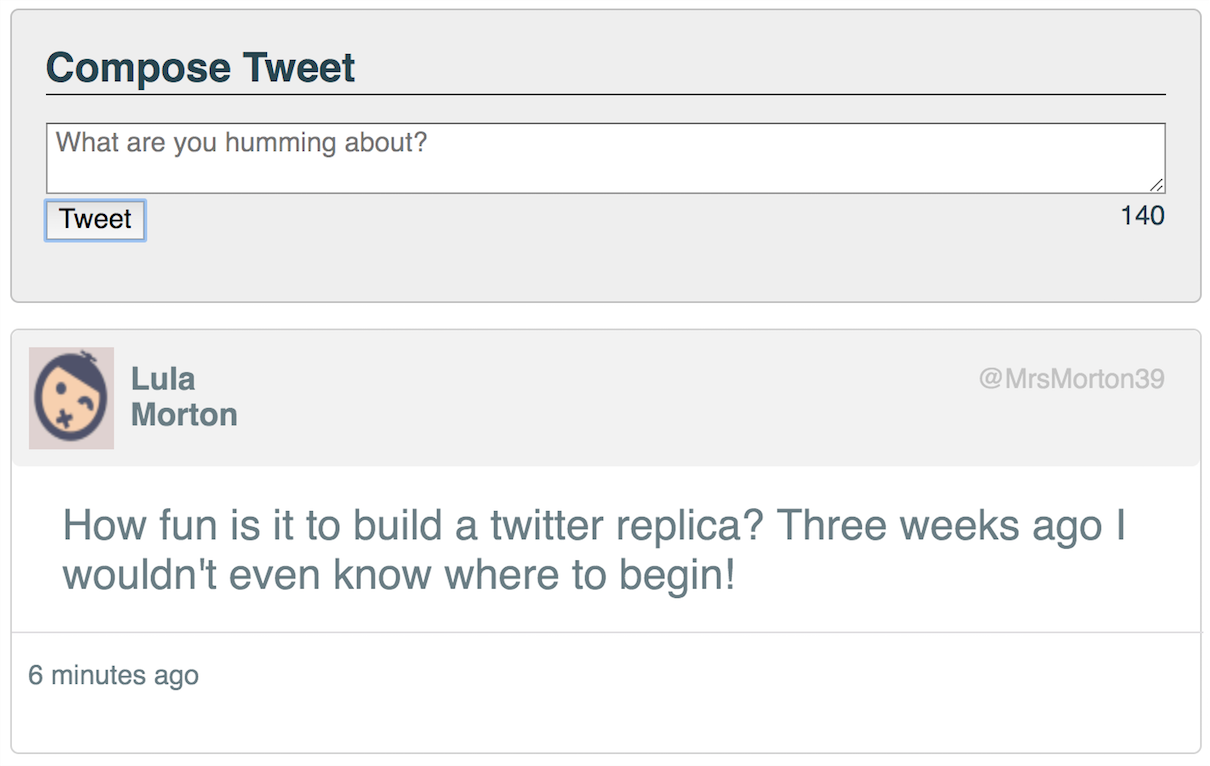 Compose Tweet
What are you humming about?
Tweet
140
Lula
Morton
@MrsMorton39
How fun is it to build a twitter replica? Three weeks ago I
wouldn't even know where to begin!
6 minutes ago